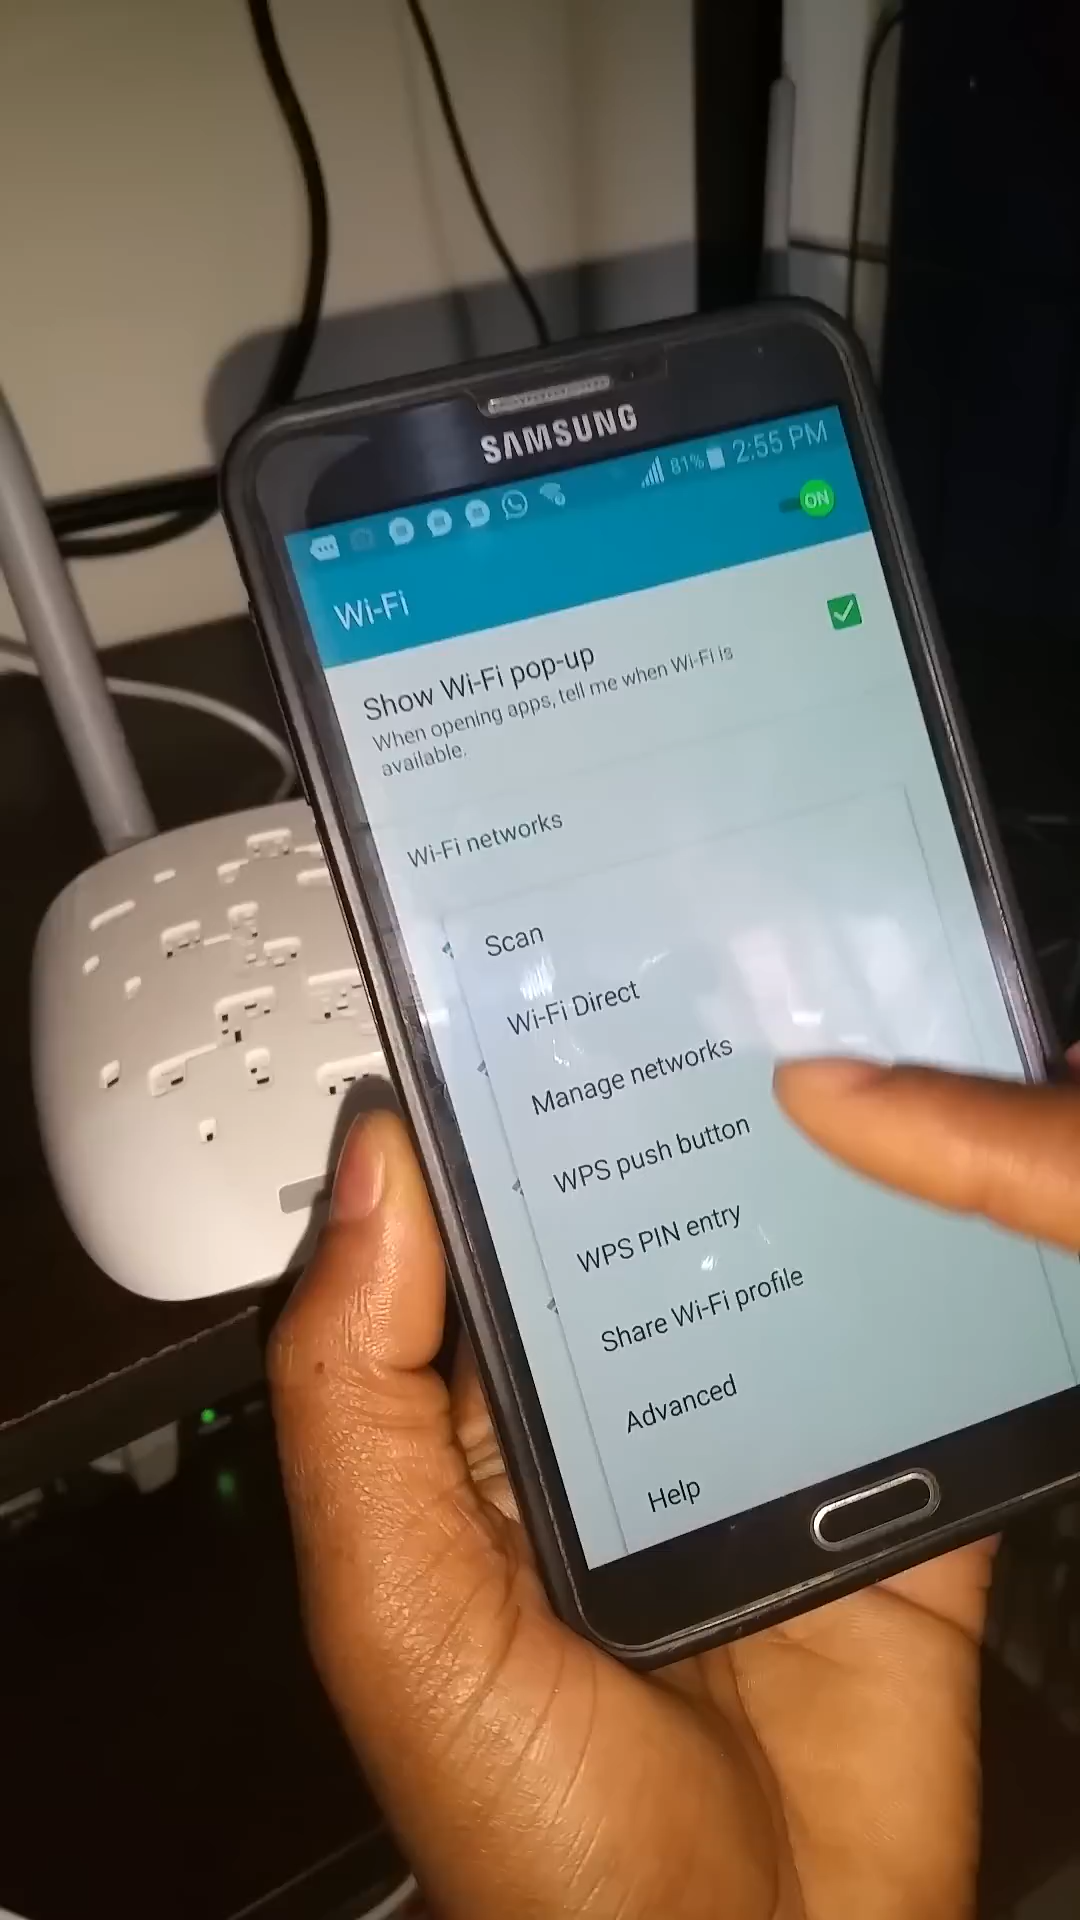 SAMSUNG
81% 2:55 PM
Wi-Fi
ON
Show Wi-Fi pop-up
When opening apps, tell me when Wi-Fi is
available.
Wi-Fi networks
Scan
Wi-Fi Direct
Manage networks
WPS push button
WPS PIN entry
Share Wi-Fi profile
Advanced
Help